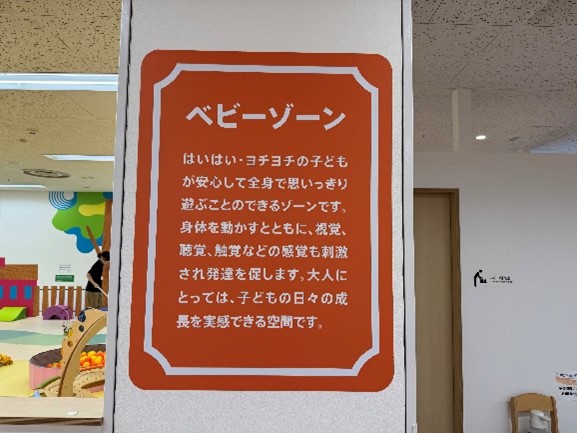 ベビーゾーン
はいはい・ヨチヨチの子ども
が安心して全身で思いっきり
遊ぶことのできるゾーンです。
身体を動かすとともに、視覚、
聴覚、触覚などの感覚も刺激
され発達を促します。大人に
とっては、子どもの日々の成
長を実感できる空間です。